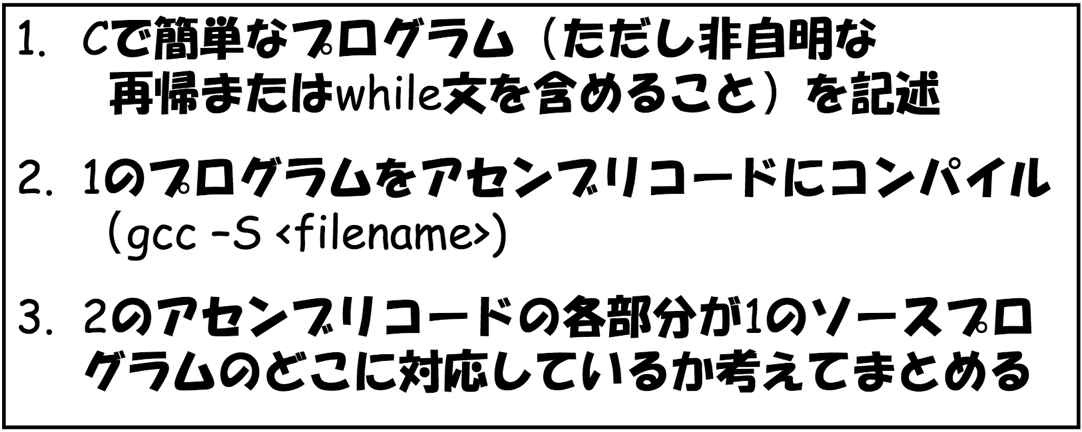 1. Cで簡単なプログラム（ただし非自明な
再帰またはwhile文を含めること）を記述
2. 1のプログラムをアセンブリコードにコンパイル
（gcc –S <filename>)
3. 2のアセンブリコードの各部分が1のソースプロ
グラムのどこに対応しているか考えてまとめる